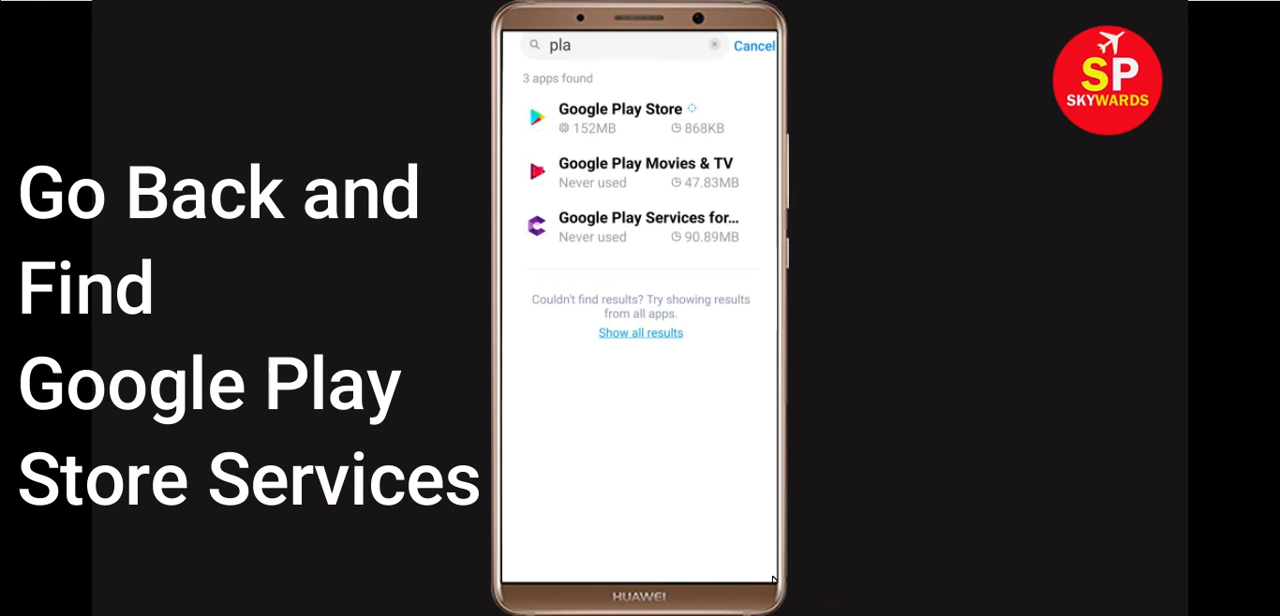 Go Back and
Find
Google Play
Store Services
pla
Cancel
3 apps found
Google Play Store
152MB 868KB
Google Play Movies & TV
Never used 47.83MB
Google Play Services for...
Never used 90.89MB
Couldn't find results? Try showing results
from all apps.
Show all results
HUAWEI
SP
SKYWARDS